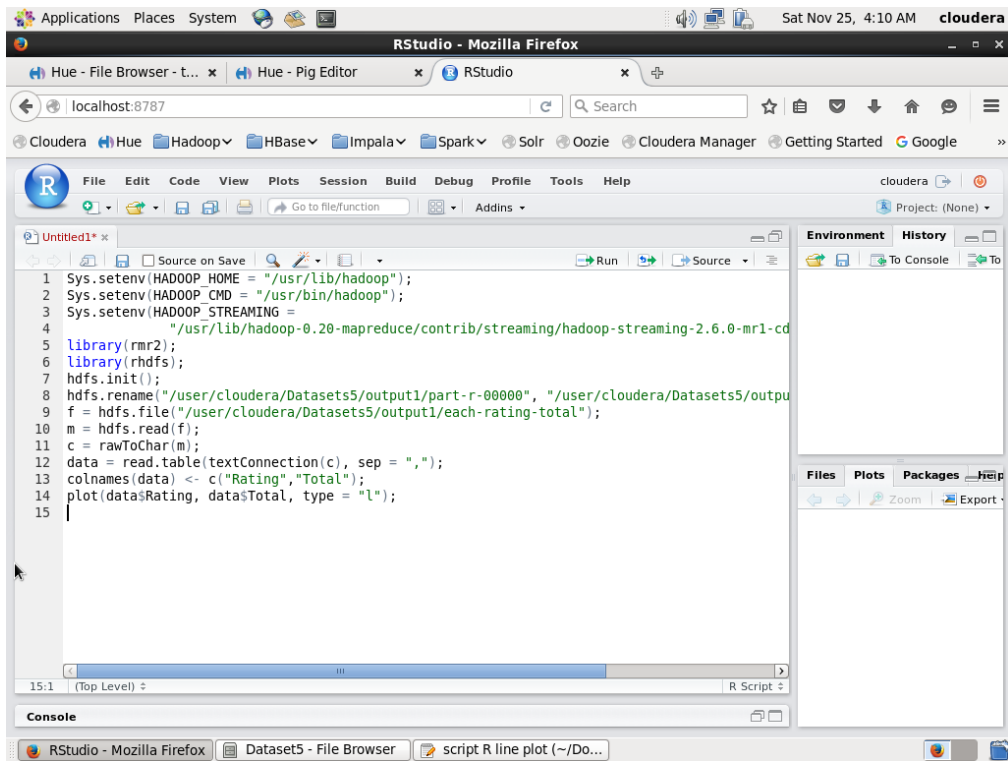 Applications Places System Sat Nov 25, 4:10 AM cloudera
RStudio - Mozilla Firefox
Hue - File Browser - t... × Hue - Pig Editor × RStudio ×
localhost:8787 Search
Cloudera Hue Hadoop HBase Impala Spark Solr Oozie Cloudera Manager Getting Started Google »
R File Edit Code View Plots Session Build Debug Profile Tools Help cloudera
Go to file/function Addins Project: (None)
Untitled1* ×
Source on Save Run Source
1 Sys.setenv(HADOOP_HOME = "/usr/lib/hadoop");
2 Sys.setenv(HADOOP_CMD = "/usr/bin/hadoop");
3 Sys.setenv(HADOOP_STREAMING =
4 "/usr/lib/hadoop-0.20-mapreduce/contrib/streaming/hadoop-streaming-2.6.0-mr1-cd
5 library(rmr2);
6 library(rhdfs);
7 hdfs.init();
8 hdfs.rename("/user/cloudera/Datasets5/output1/part-r-00000", "/user/cloudera/Datasets5/outpu
9 f = hdfs.file("/user/cloudera/Datasets5/output1/each-rating-total");
10 m = hdfs.read(f);
11 c = rawToChar(m);
12 data = read.table(textConnection(c), sep = ",");
13 colnames(data) <- c("Rating","Total");
14 plot(data$Rating, data$Total, type = "l");
15
15:1 (Top Level) R Script
Console
Environment History
To Console To
Files Plots Packages Help
Zoom Export
RStudio - Mozilla Firefox Dataset5 - File Browser script R line plot (~/Do...